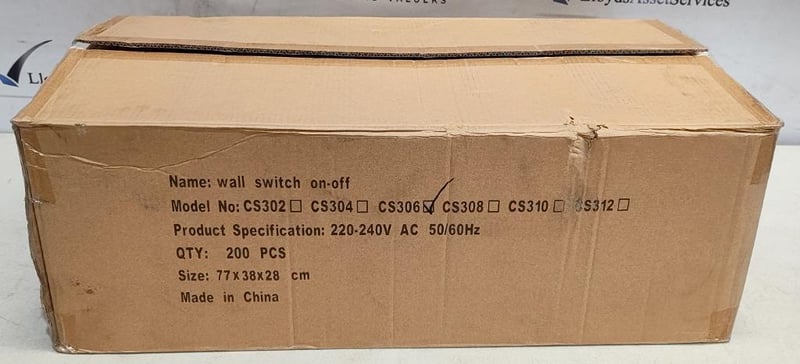 LloydsAssetServices
Name: wall switch on-off
Model No: CS302☐ CS304☐ CS306☑ CS308☐ CS310☐ CS312☐
Product Specification: 220-240V AC 50/60Hz
QTY: 200 PCS
Size: 77x38x28 cm
Made in China